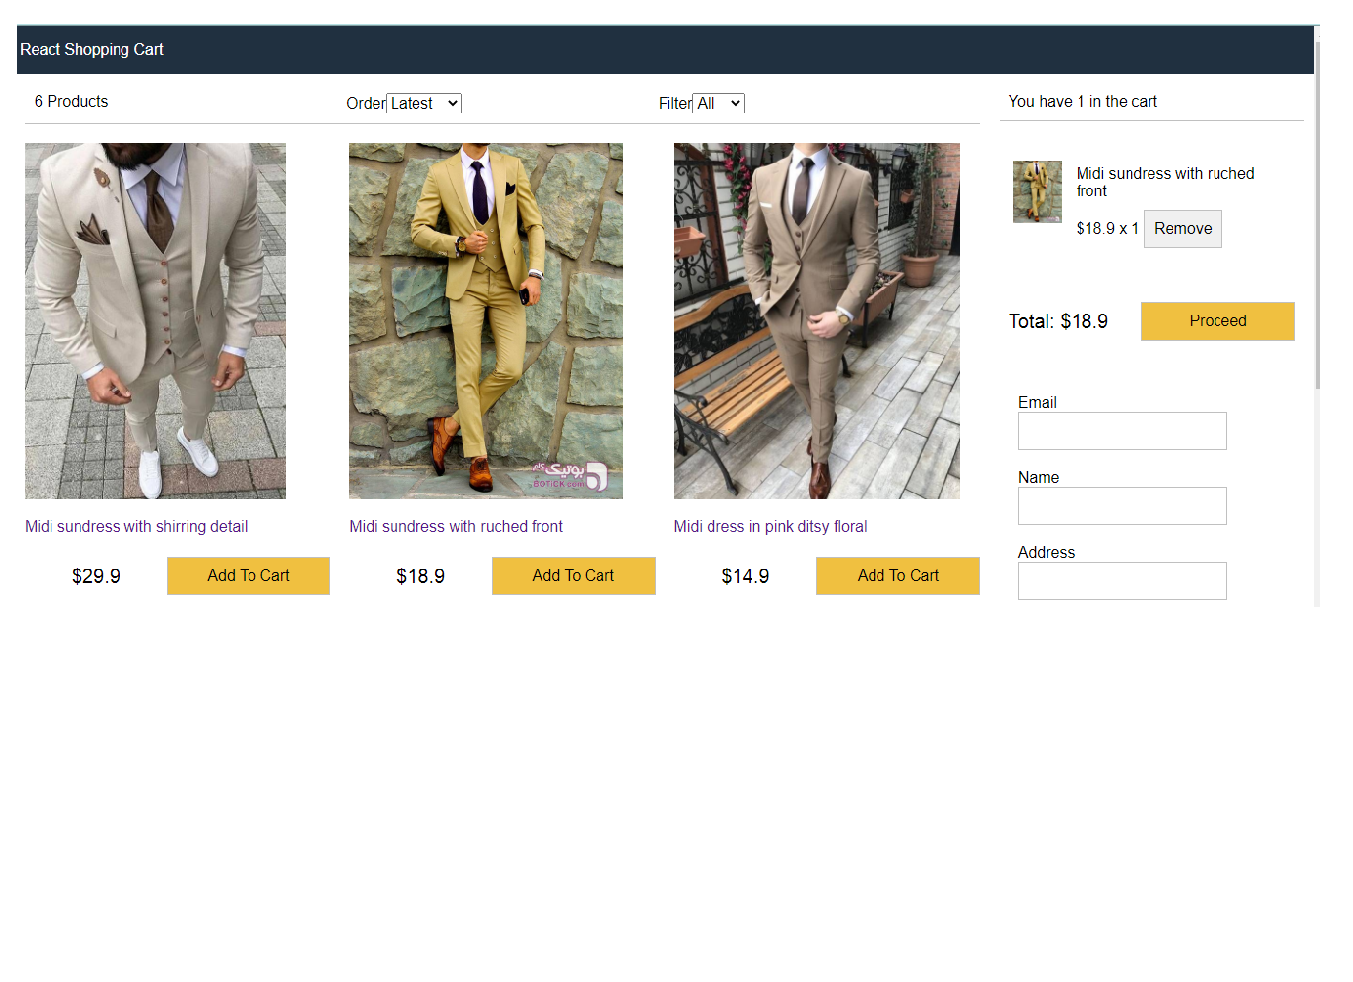 React Shopping Cart
6 Products
Order Latest
Filter All
You have 1 in the cart
Midi sundress with ruched
front
$18.9 x 1 Remove
Total: $18.9 Proceed
Email
Name
Address
بوتیک کام
BOTICK.com
Midi sundress with shirring detail
$29.9 Add To Cart
Midi sundress with ruched front
$18.9 Add To Cart
Midi dress in pink ditsy floral
$14.9 Add To Cart